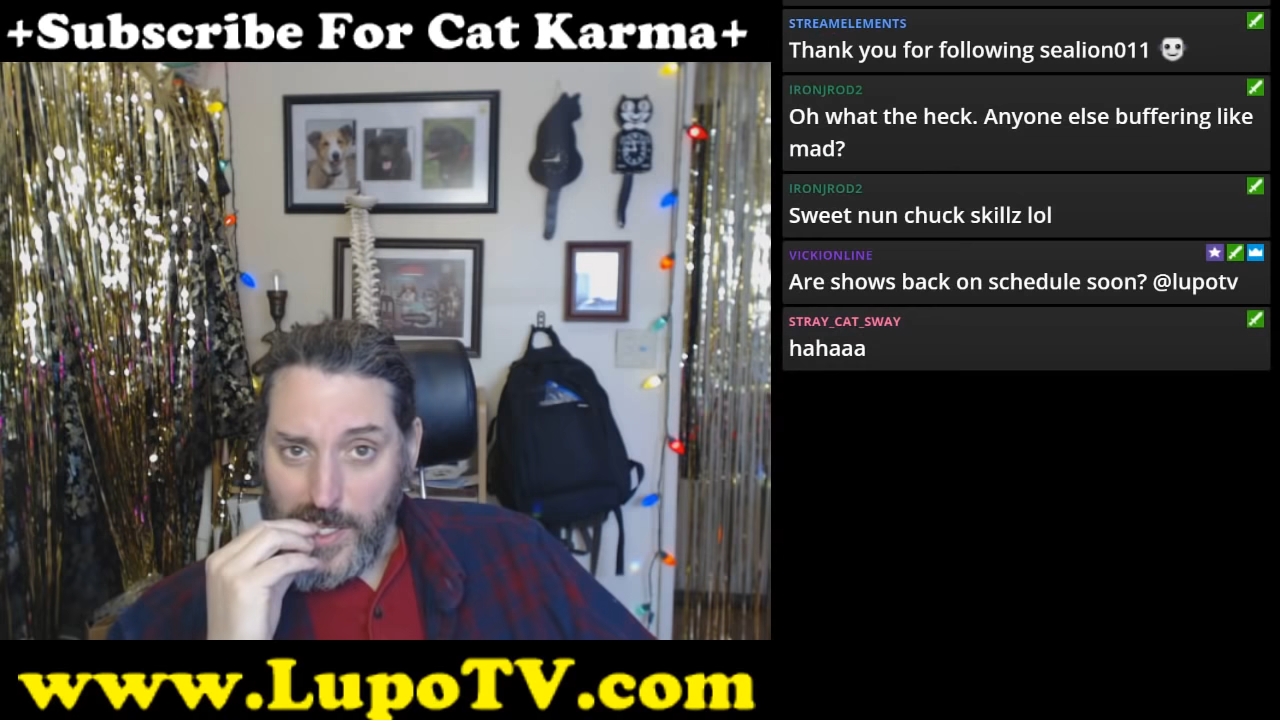 +Subscribe For Cat Karma+
STREAMELEMENTS
Thank you for following sealion011
IRONJROD2
Oh what the heck. Anyone else buffering like
mad?
IRONJROD2
Sweet nun chuck skillz lol
VICKIONLINE
Are shows back on schedule soon? @lupotv
STRAY_CAT_SWAY
hahaaa
www.LupoTV.com